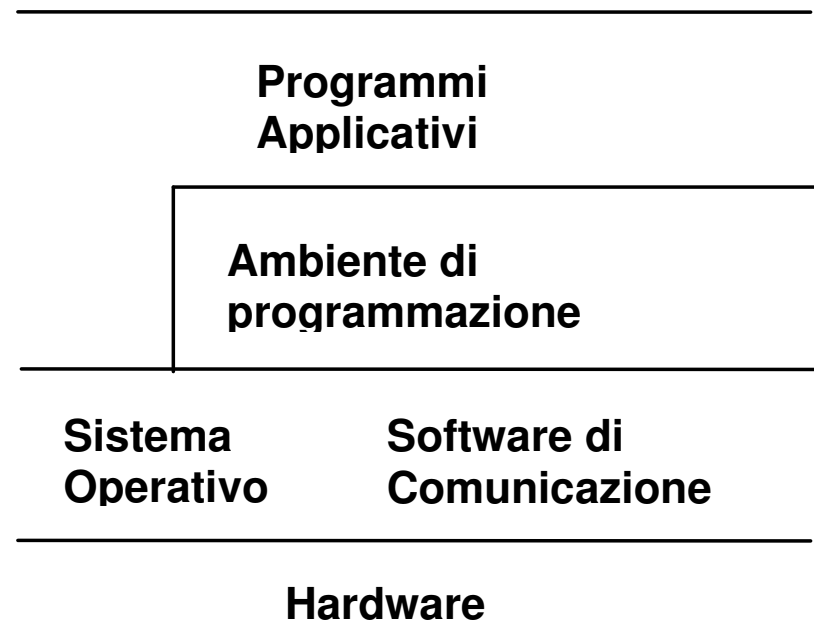 Programmi
Applicativi
Ambiente di
programmazione
Sistema
Operativo
Software di
Comunicazione
Hardware